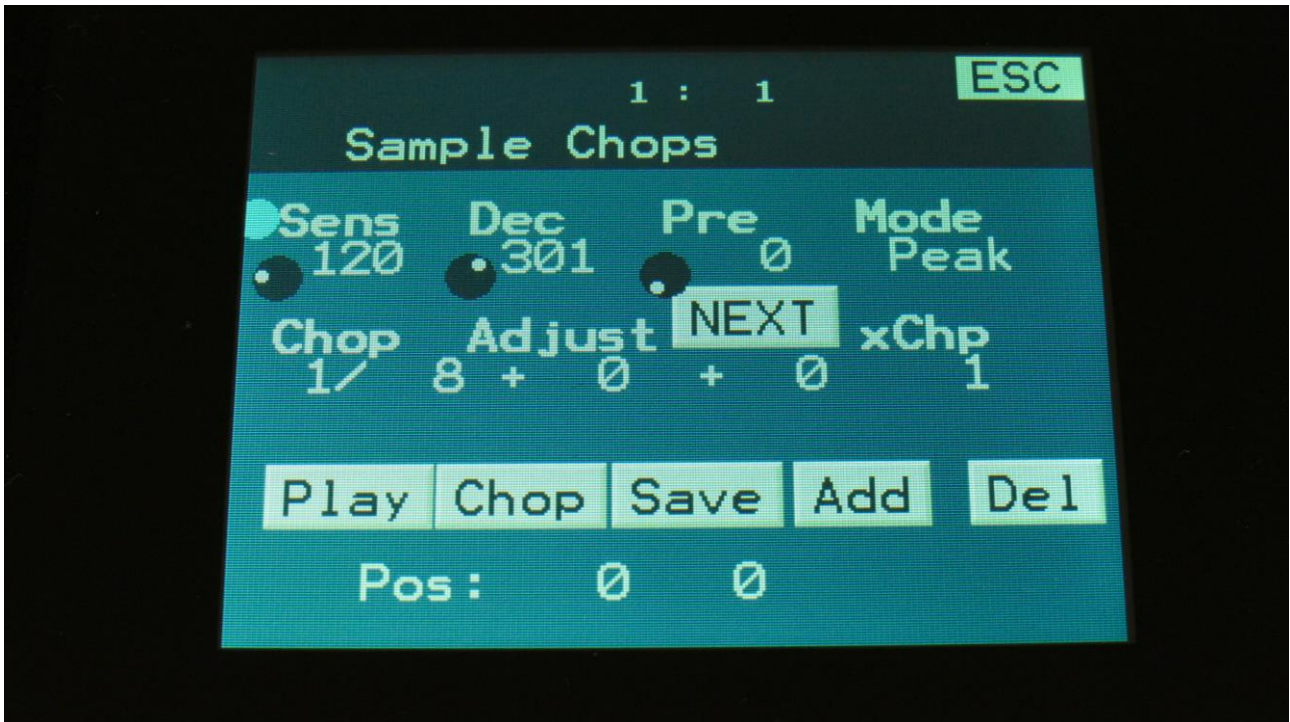 1 : 1 ESC
Sample Chops
Sens Dec Pre Mode
120 301 0 Peak
NEXT
Chop Adjust xChp
1/ 8 + 0 + 0 1
Play Chop Save Add Del
Pos: 0 0